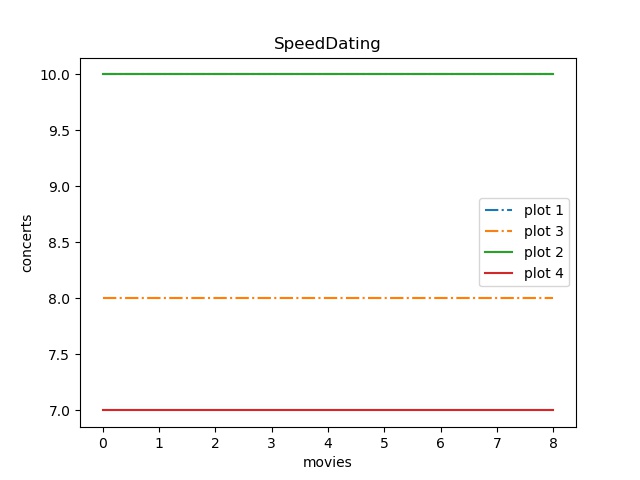 SpeedDating
concerts
10.0
9.5
9.0
8.5
8.0
7.5
7.0
plot 1
plot 3
plot 2
plot 4
0 1 2 3 4 5 6 7 8
movies